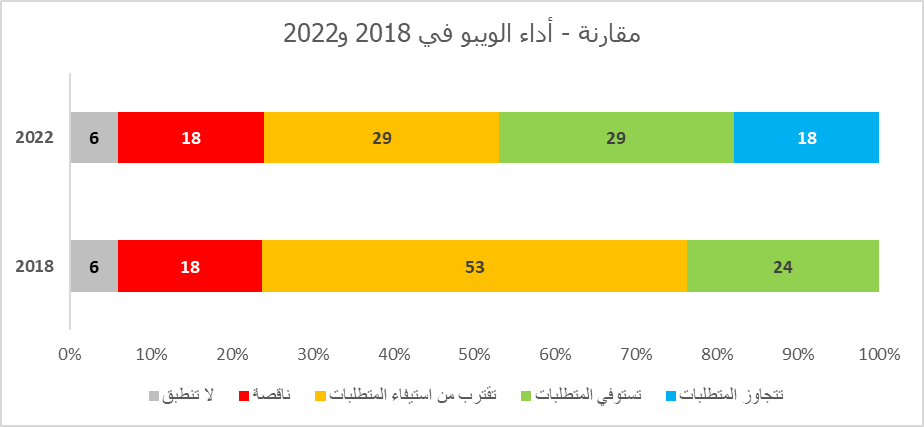 مقارنة - أداء الويبو في 2018 و2022
2022
6 18 29 29 18
2018
6 18 53 24
0% 10% 20% 30% 40% 50% 60% 70% 80% 90% 100%
لا تنطبق ناقصة تقترب من استيفاء المتطلبات تستوفي المتطلبات تتجاوز المتطلبات